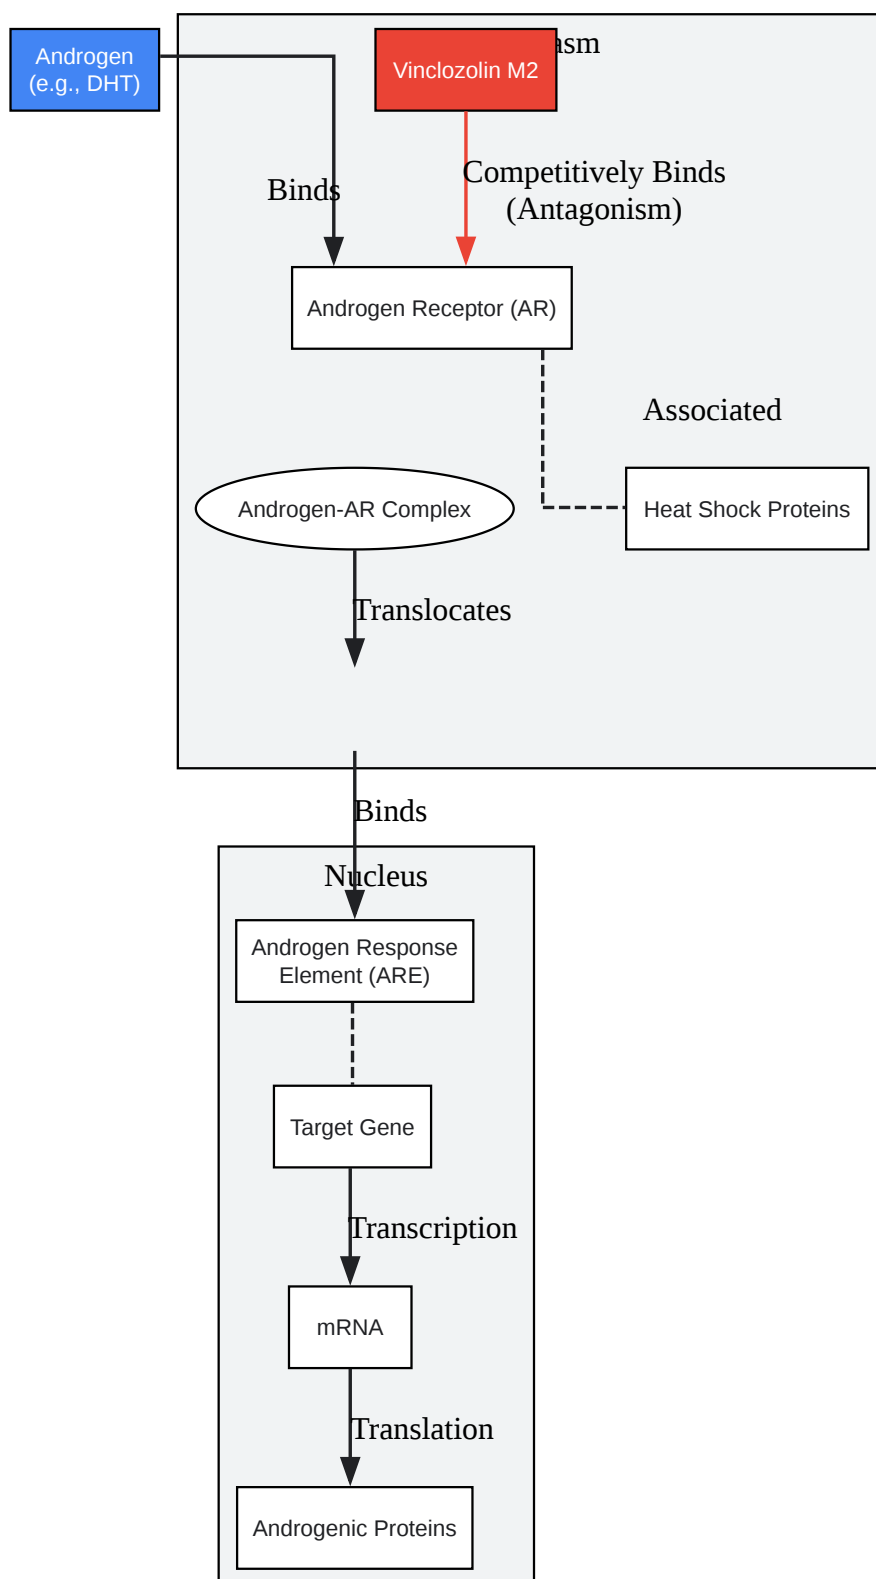 Androgen
(e.g., DHT)
Vinclozolin M2
Binds
Competitively Binds
(Antagonism)
Androgen Receptor (AR)
Associated
Androgen-AR Complex
Heat Shock Proteins
Translocates
Binds
Nucleus
Androgen Response
Element (ARE)
Target Gene
Transcription
mRNA
Translation
Androgenic Proteins